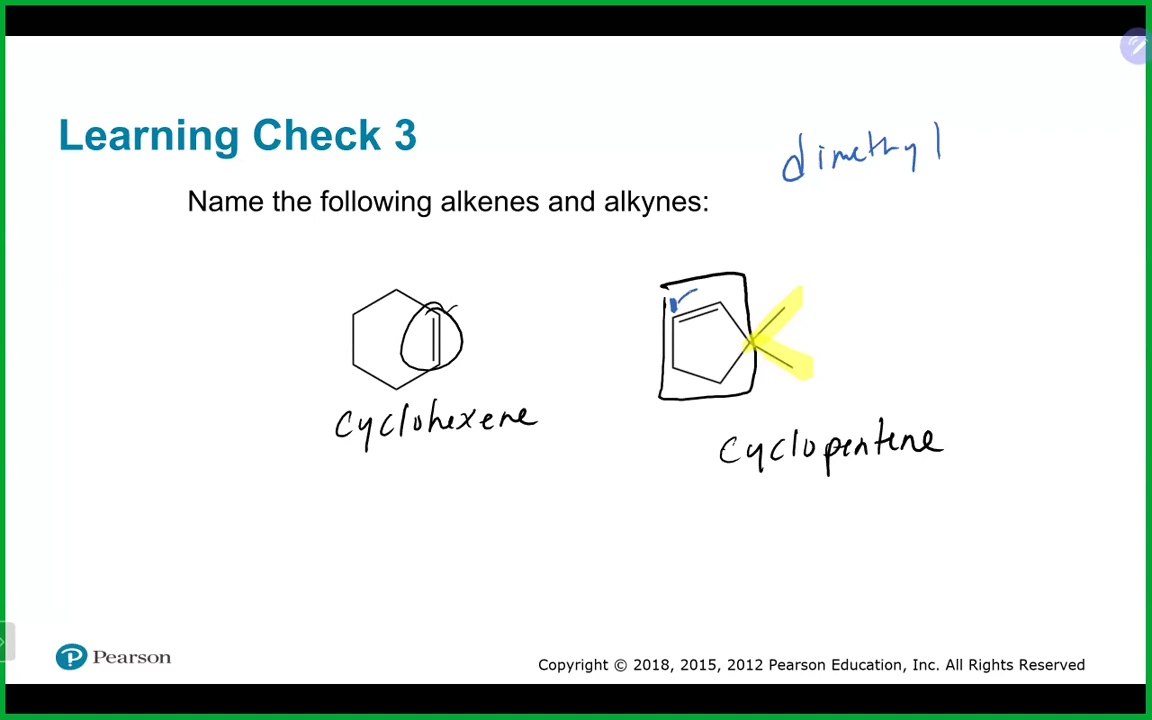 Learning Check 3
dimethyl
Name the following alkenes and alkynes:
cyclohexene
cyclopentene
Pearson
Copyright © 2018, 2015, 2012 Pearson Education, Inc. All Rights Reserved